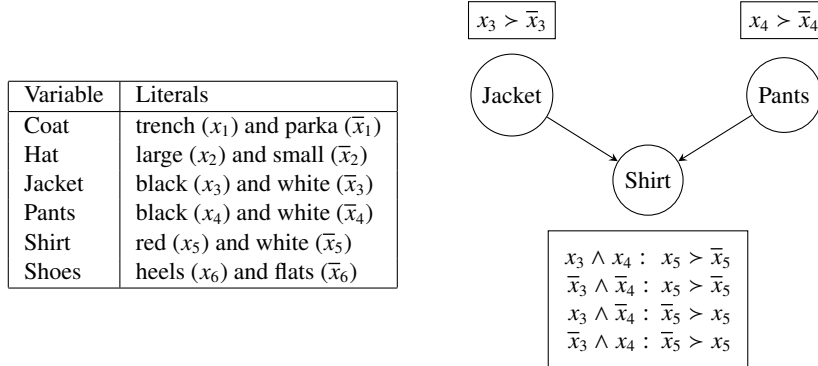 Variable Literals
Coat trench (x₁) and parka (x̅₁)
Hat large (x₂) and small (x̅₂)
Jacket black (x₃) and white (x̅₃)
Pants black (x₄) and white (x̅₄)
Shirt red (x₅) and white (x̅₅)
Shoes heels (x₆) and flats (x̅₆)
x₃ ≻ x̅₃
x₄ ≻ x̅₄
Jacket
Pants
Shirt
x₃ ∧ x₄ : x₅ ≻ x̅₅
x̅₃ ∧ x̅₄ : x₅ ≻ x̅₅
x₃ ∧ x̅₄ : x̅₅ ≻ x₅
x̅₃ ∧ x₄ : x̅₅ ≻ x₅